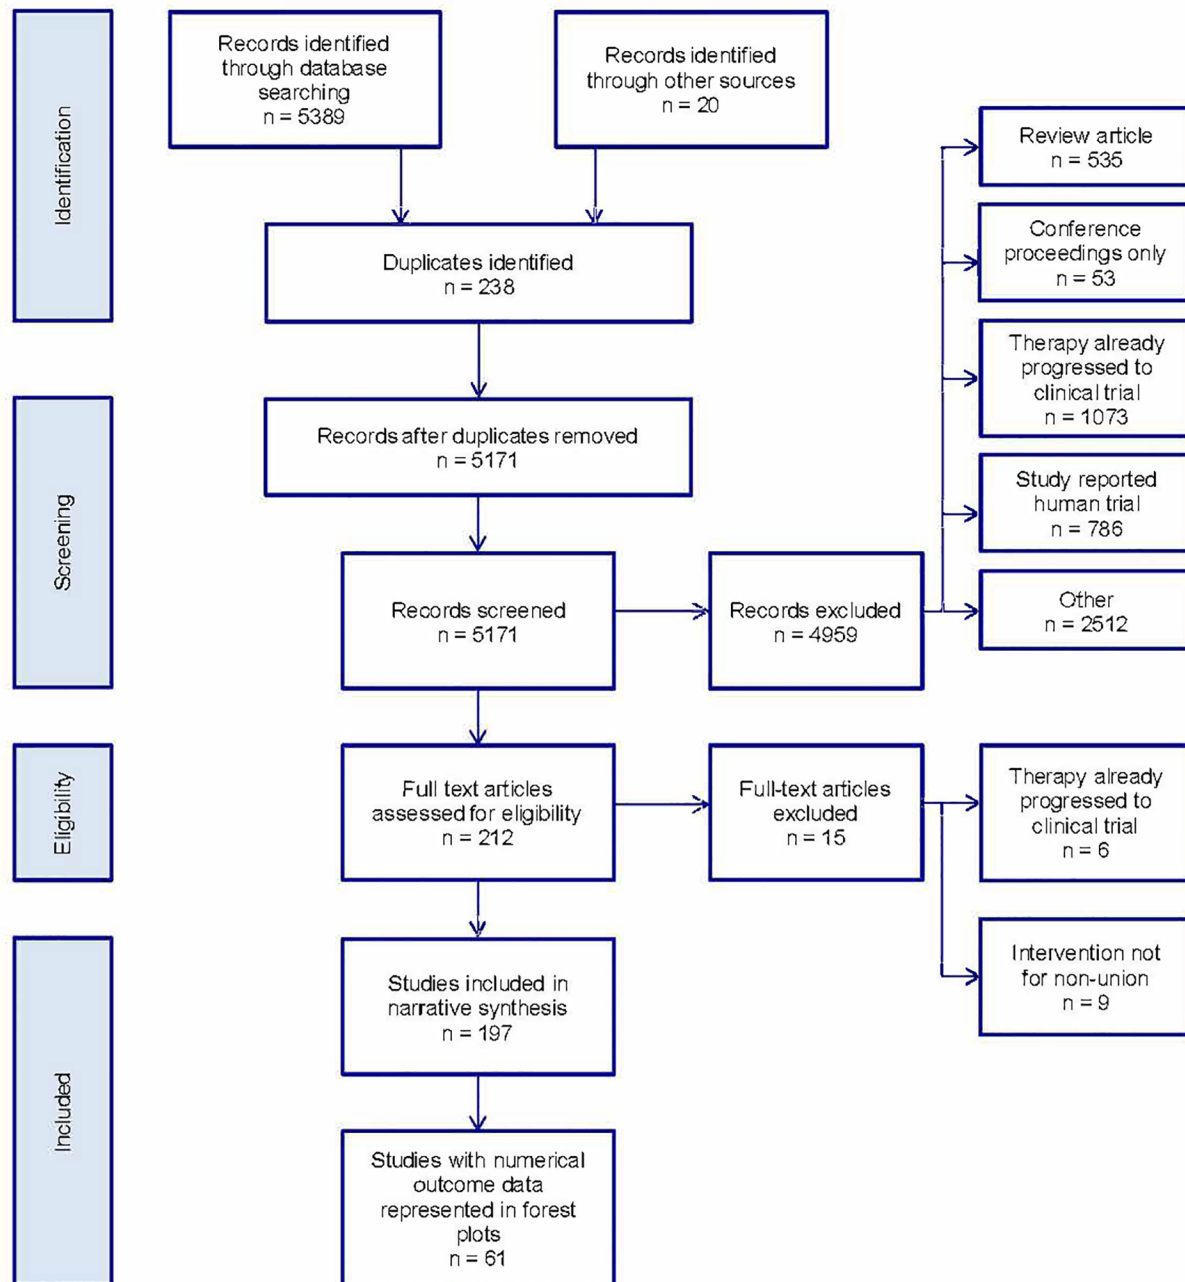 Identification
Records identified
through database
searching
n = 5389
Records identified
through other sources
n = 20
Duplicates identified
n = 238
Review article
n = 535
Conference
proceedings only
n = 53
Therapy already
progressed to
clinical trial
n = 1073
Study reported
human trial
n = 786
Other
n = 2512
Screening
Records after duplicates removed
n = 5171
Records screened
n = 5171
Records excluded
n = 4959
Eligibility
Full text articles
assessed for eligibility
n = 212
Full-text articles
excluded
n = 15
Therapy already
progressed to
clinical trial
n = 6
Intervention not
for non-union
n = 9
Included
Studies included in
narrative synthesis
n = 197
Studies with numerical
outcome data
represented in forest
plots
n = 61